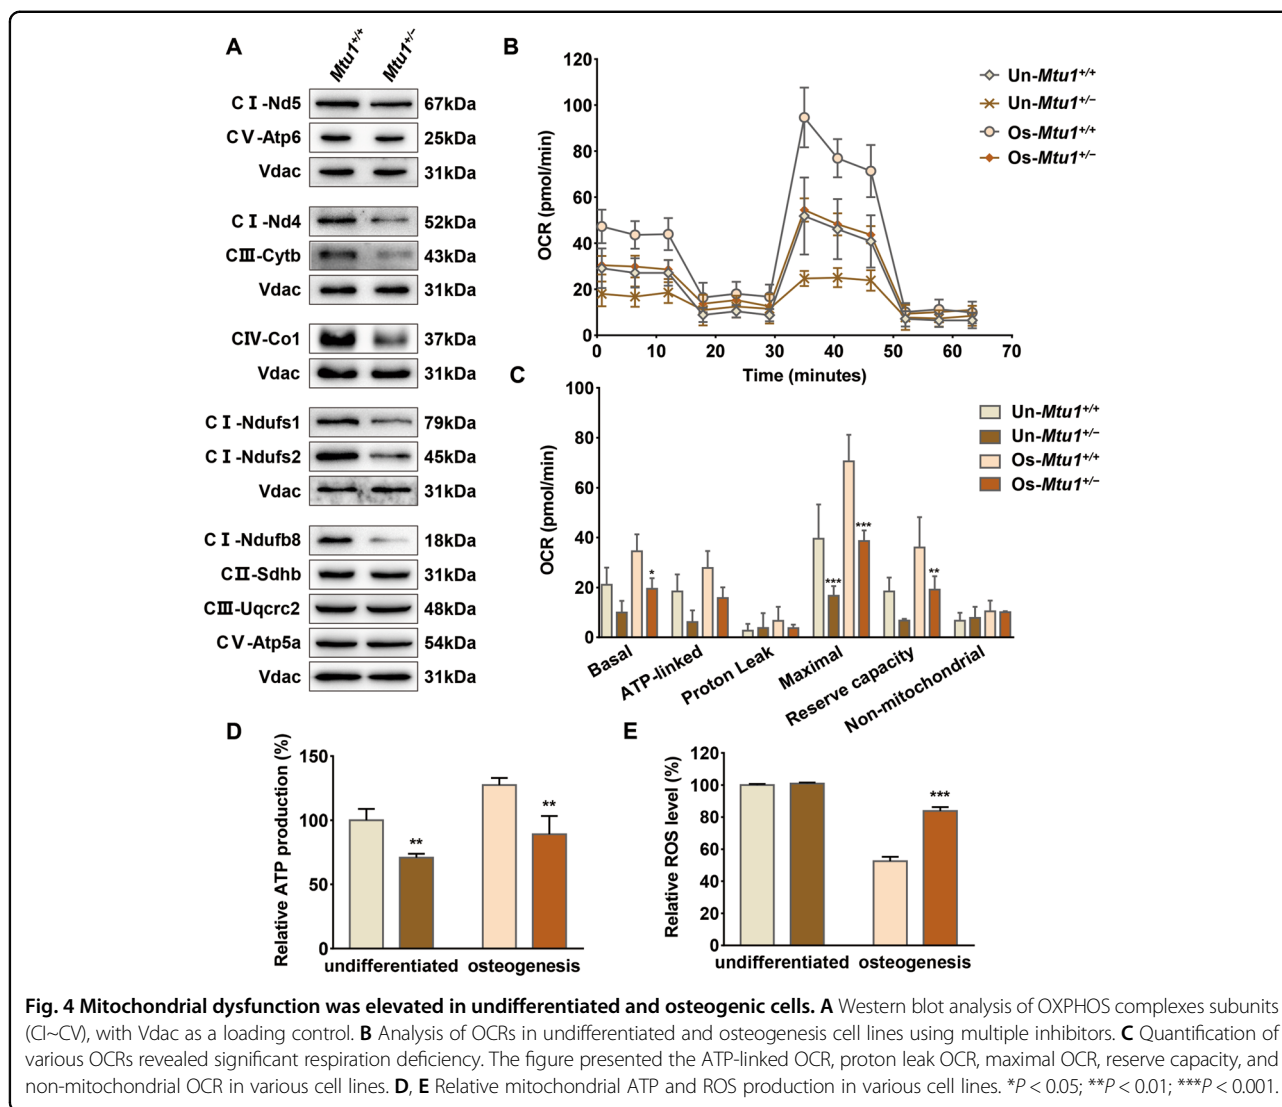 A
Mtu1+/+
Mtu1+/−
CⅠ-Nd5 67kDa
CⅤ-Atp6 25kDa
Vdac 31kDa
CⅠ-Nd4 52kDa
CⅢ-Cytb 43kDa
Vdac 31kDa
CⅣ-Co1 37kDa
Vdac 31kDa
CⅠ-Ndufs1 79kDa
CⅠ-Ndufs2 45kDa
Vdac 31kDa
CⅠ-Ndufb8 18kDa
CⅡ-Sdhb 31kDa
CⅢ-Uqcrc2 48kDa
CⅤ-Atp5a 54kDa
Vdac 31kDa
B
OCR (pmol/min)
120
100
80
60
40
20
0
0 10 20 30 40 50 60 70
Time (minutes)
Un-Mtu1+/+
Un-Mtu1+/−
Os-Mtu1+/+
Os-Mtu1+/−
C
OCR (pmol/min)
100
80
60
40
20
0
* *** *** **
Basal
ATP-linked
Proton Leak
Maximal
Reserve capacity
Non-mitochondrial
Un-Mtu1+/+
Un-Mtu1+/−
Os-Mtu1+/+
Os-Mtu1+/−
D
Relative ATP production (%)
150
100
50
0
** **
undifferentiated osteogenesis
E
Relative ROS level (%)
120
100
80
60
40
20
0
***
undifferentiated osteogenesis
Fig. 4 Mitochondrial dysfunction was elevated in undifferentiated and osteogenic cells. A Western blot analysis of OXPHOS complexes subunits
(CI~CV), with Vdac as a loading control. B Analysis of OCRs in undifferentiated and osteogenesis cell lines using multiple inhibitors. C Quantification of
various OCRs revealed significant respiration deficiency. The figure presented the ATP-linked OCR, proton leak OCR, maximal OCR, reserve capacity, and
non-mitochondrial OCR in various cell lines. D, E Relative mitochondrial ATP and ROS production in various cell lines. *P < 0.05; **P < 0.01; ***P < 0.001.